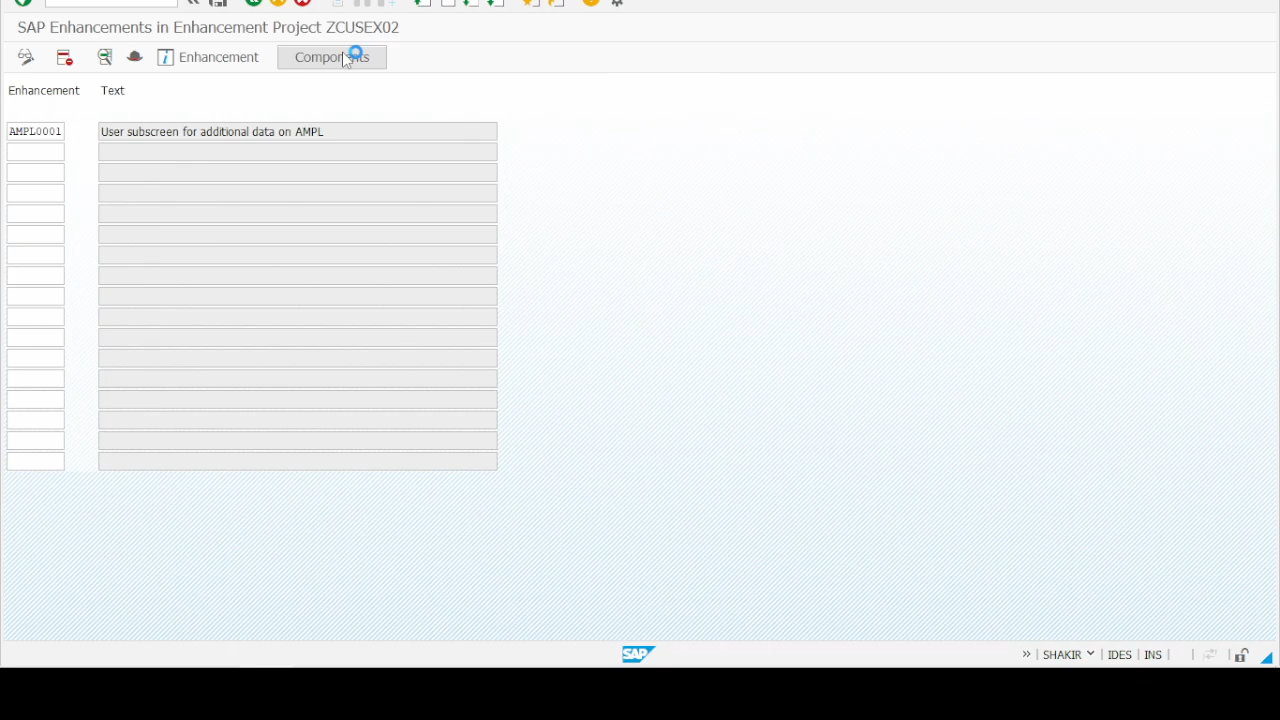 SAP Enhancements in Enhancement Project ZCUSEX02
Enhancement Components
Enhancement Text
AMPL0001 User subscreen for additional data on AMPL
SAP » SHAKIR IDES INS